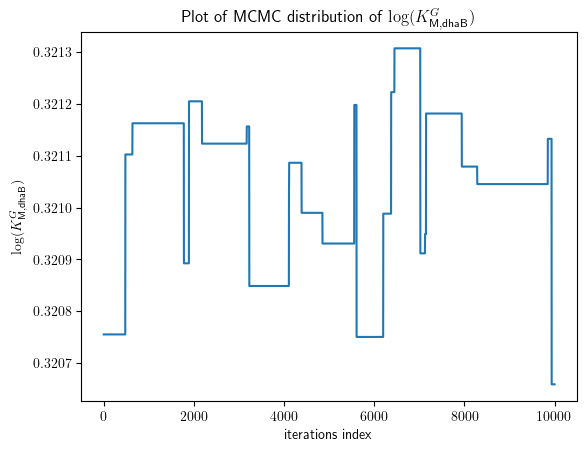 Plot of MCMC distribution of log(K^G_M,dhaB)
log(K^G_M,dhaB)
0.3213
0.3212
0.3211
0.3210
0.3209
0.3208
0.3207
0 2000 4000 6000 8000 10000
iterations index